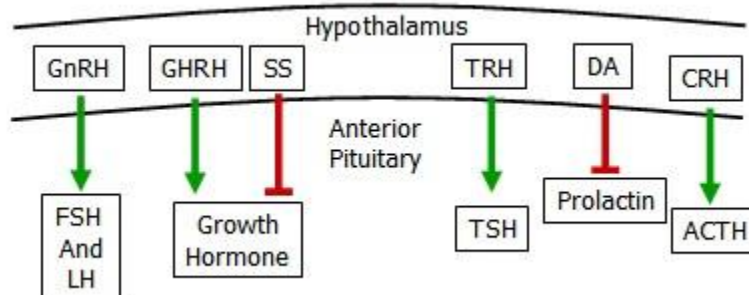 Hypothalamus
GnRH
GHRH
SS
TRH
DA
CRH
Anterior
Pituitary
FSH
And
LH
Growth
Hormone
TSH
Prolactin
ACTH